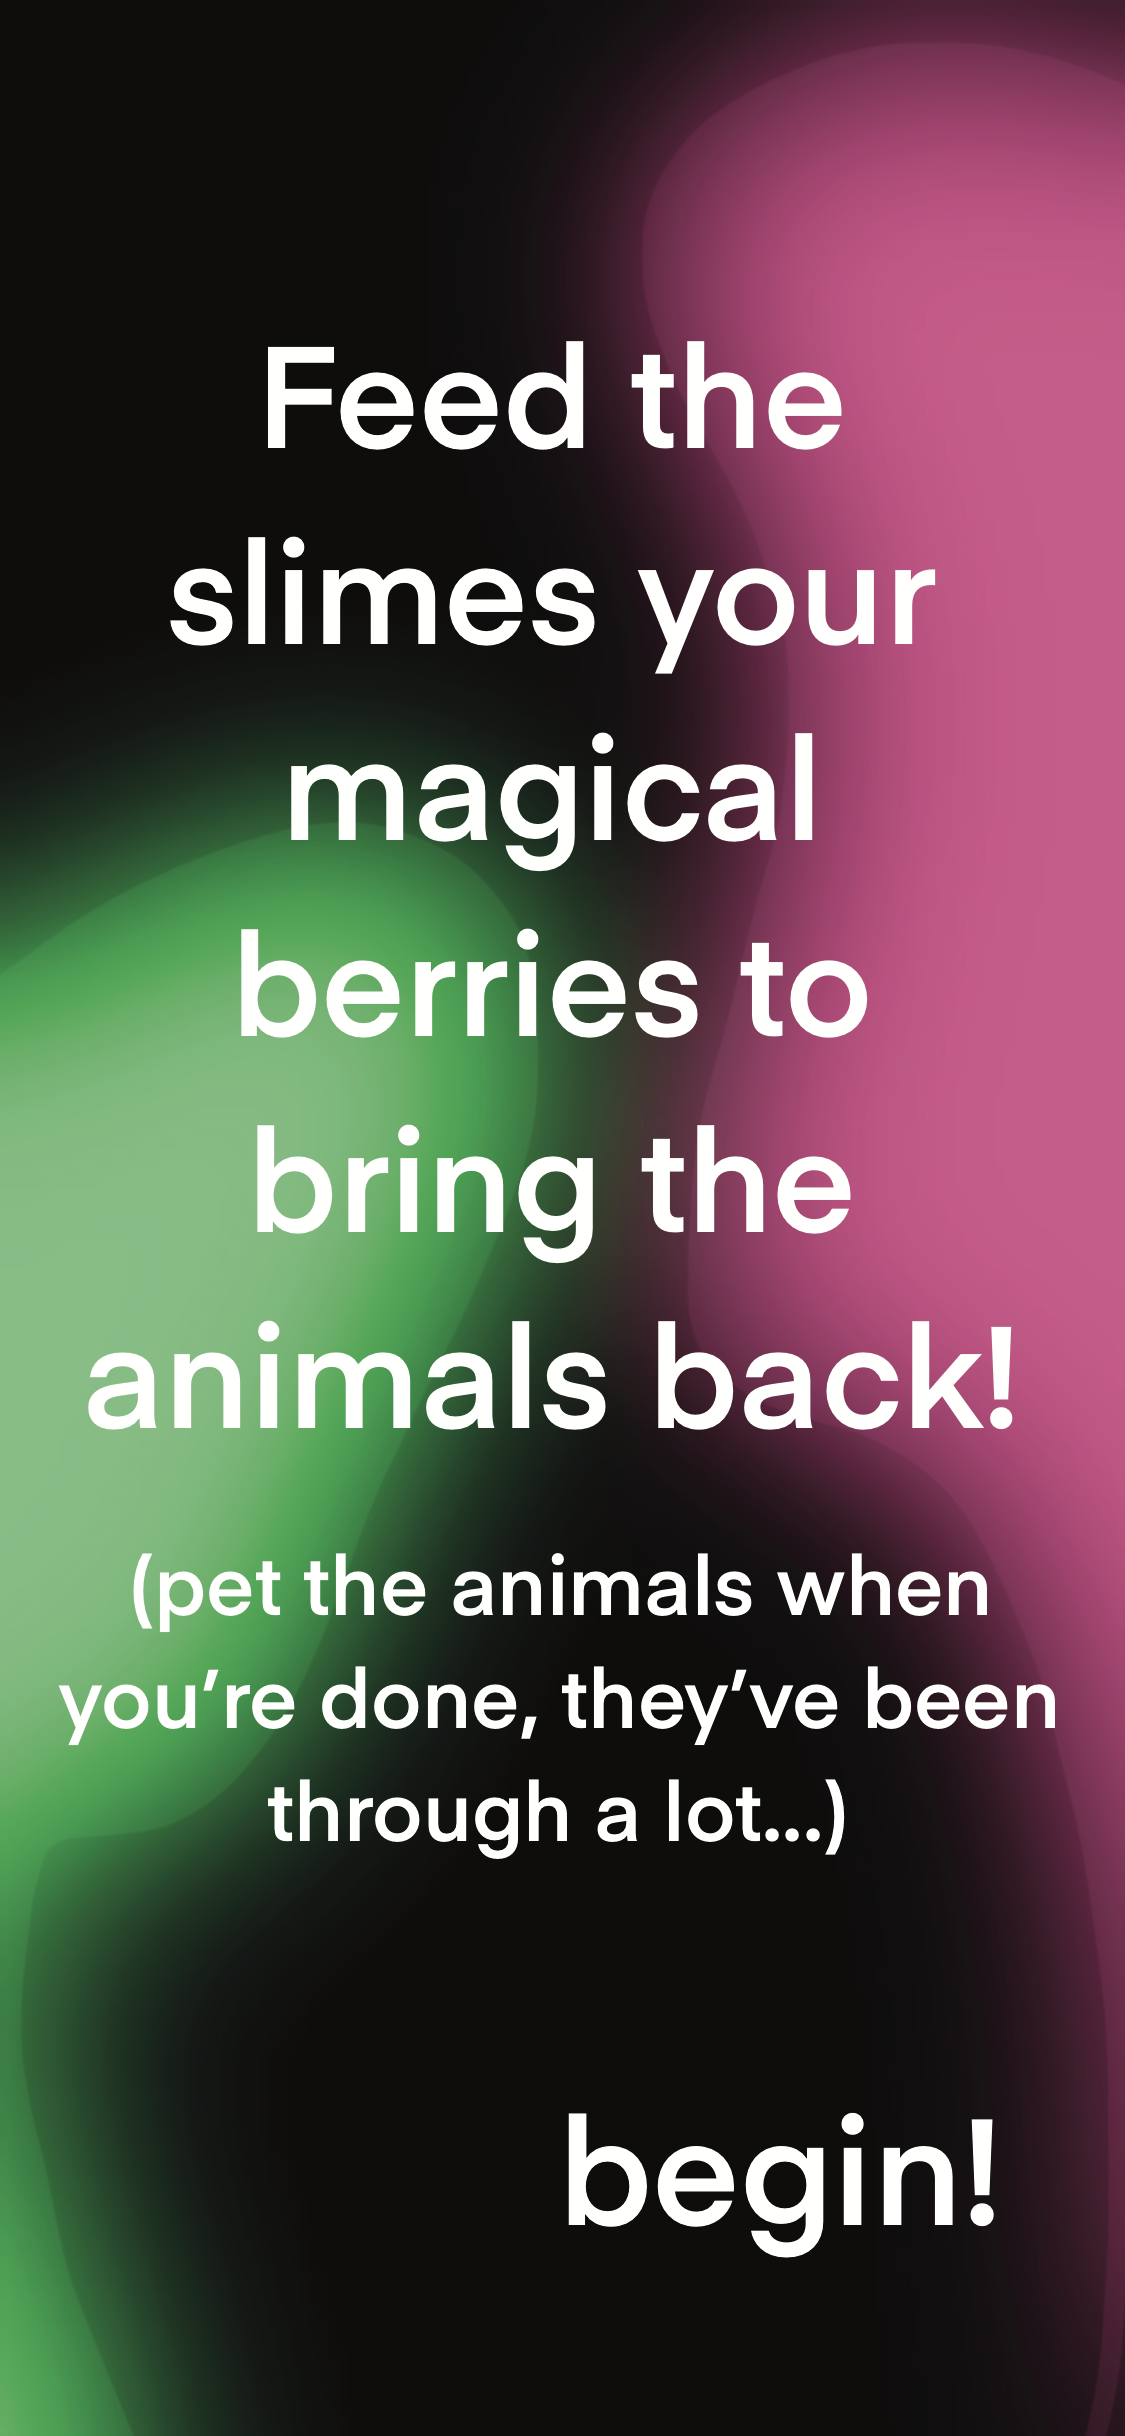 Feed the
slimes your
magical
berries to
bring the
animals back!
(pet the animals when
you’re done, they’ve been
through a lot...)
begin!